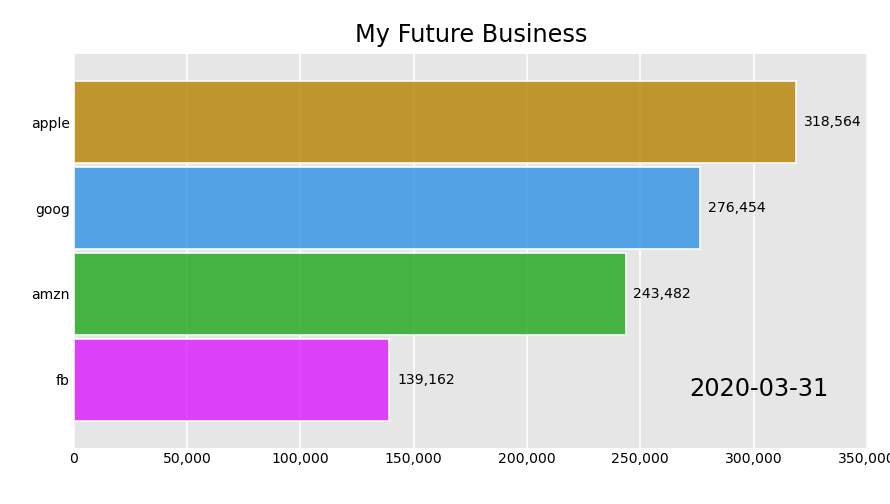 My Future Business
apple 318,564
goog 276,454
amzn 243,482
fb 139,162
2020-03-31
0 50,000 100,000 150,000 200,000 250,000 300,000 350,000